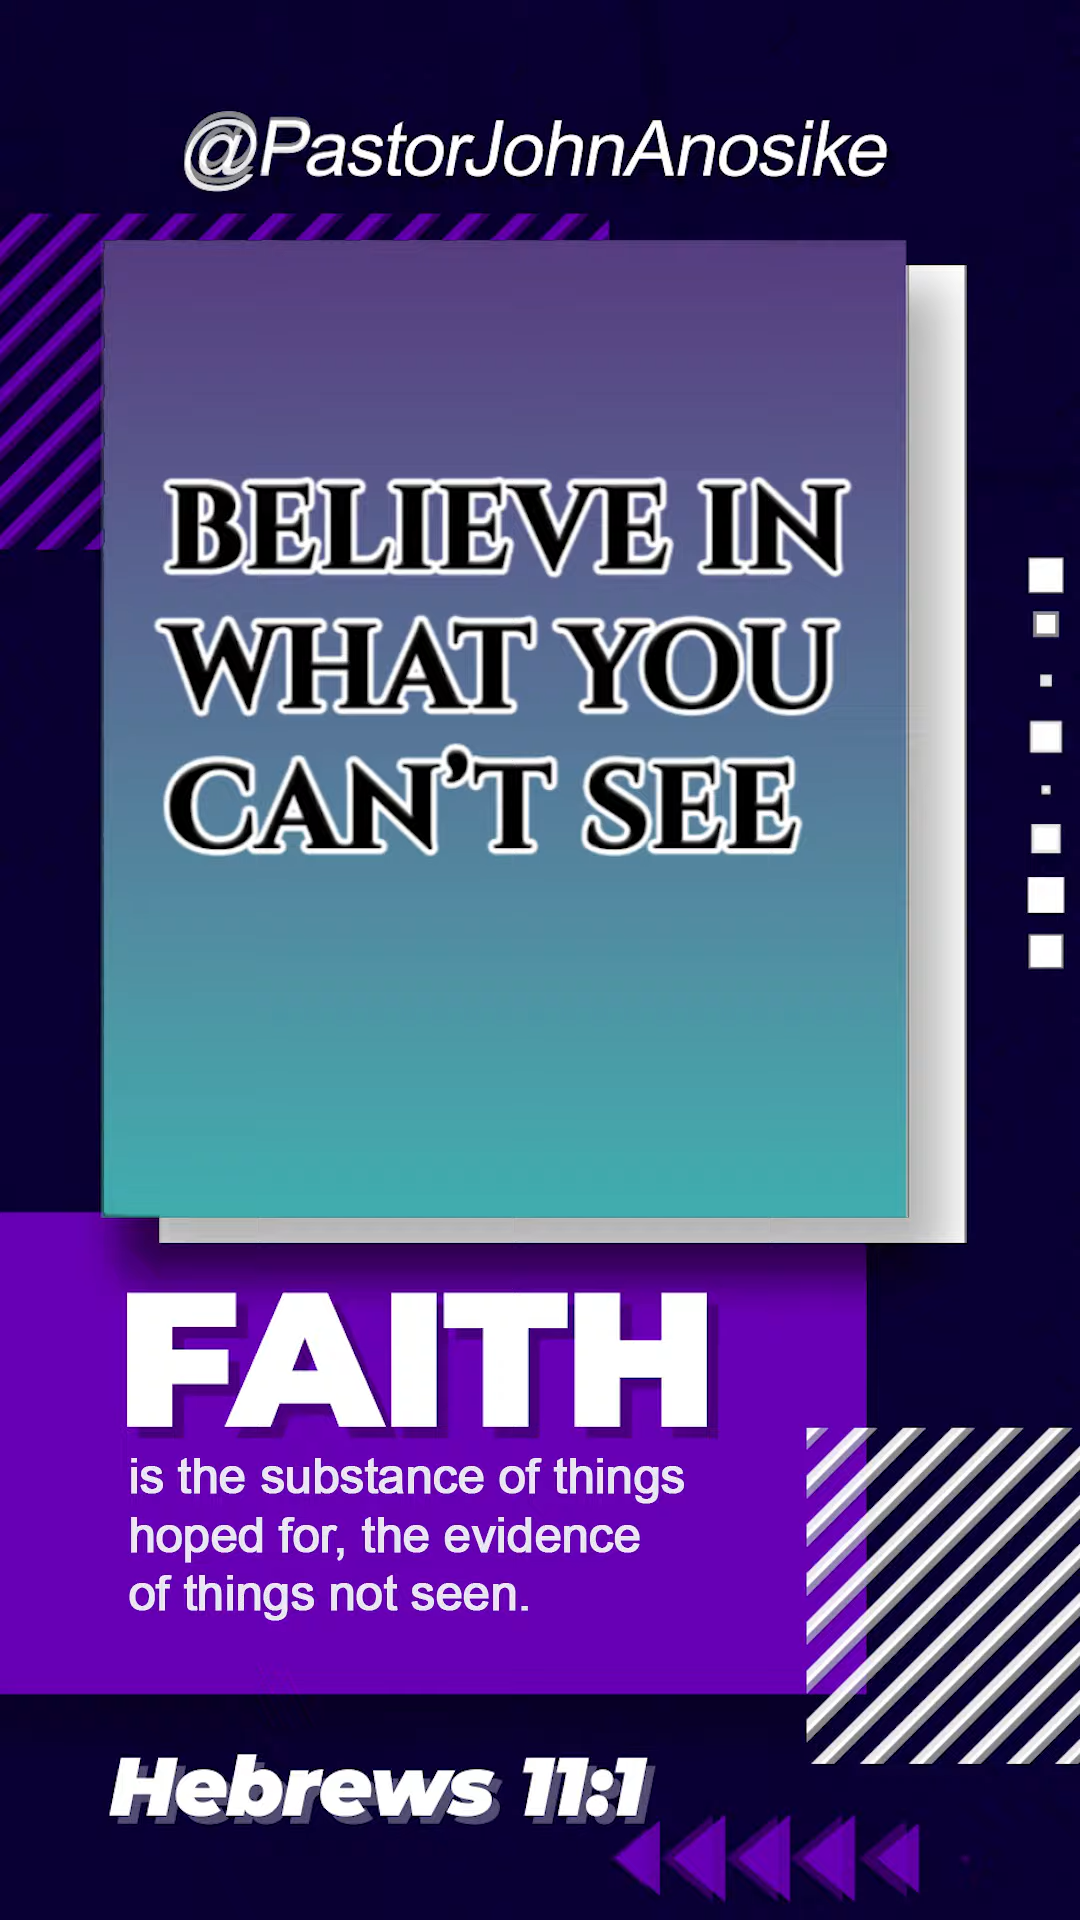 @PastorJohnAnosike
BELIEVE IN
WHAT YOU
CAN’T SEE
FAITH
is the substance of things
hoped for, the evidence
of things not seen.
Hebrews 11:1